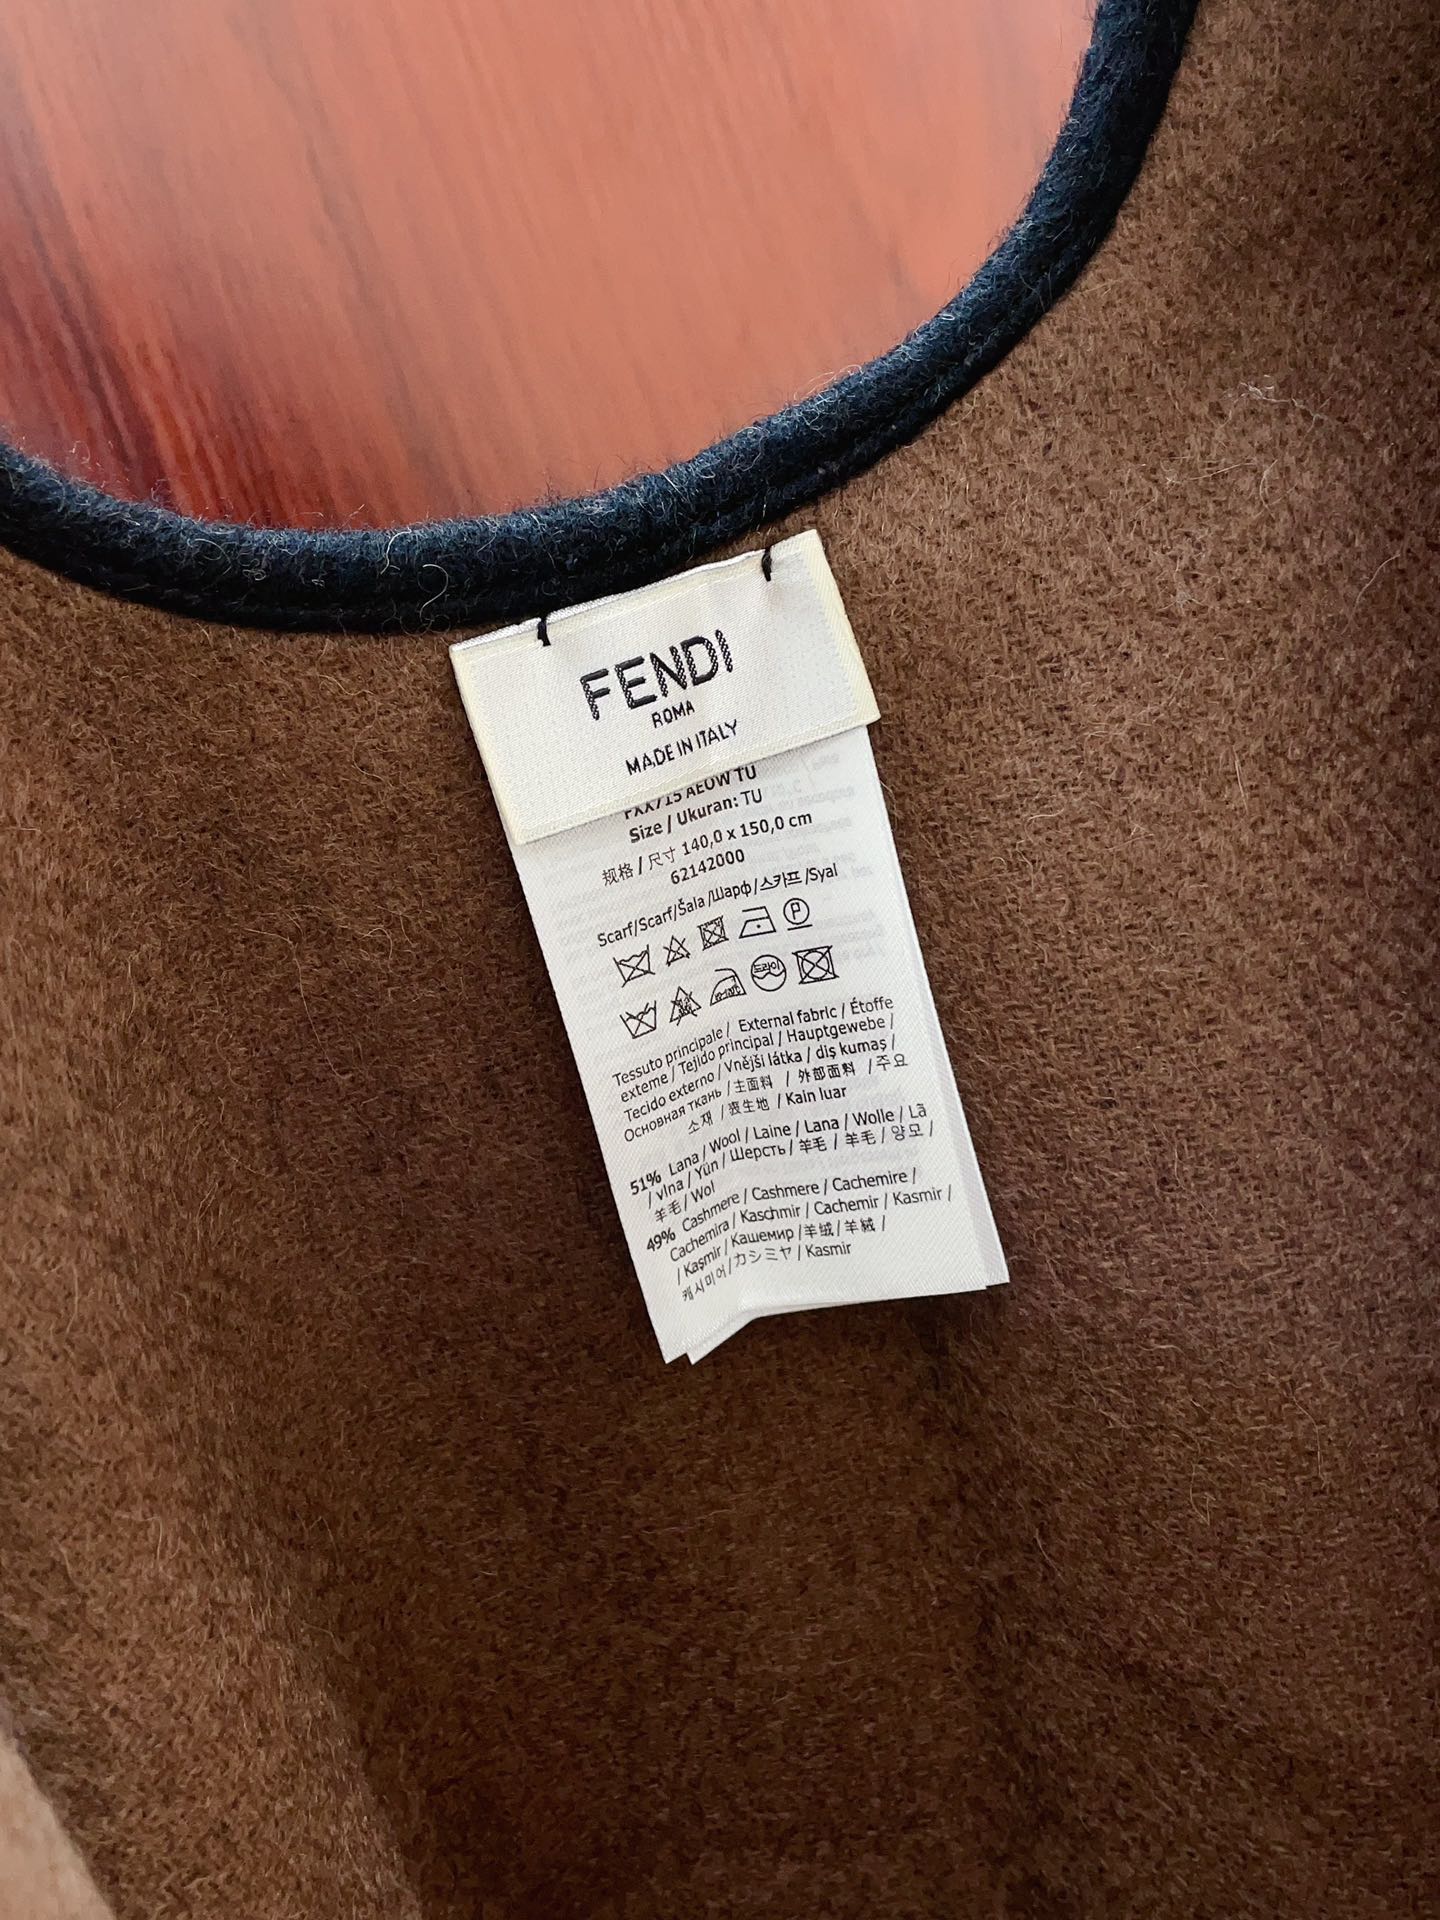 FENDI
ROMA
MADE IN ITALY
FXX715 AEOW TU
Size / Ukuran: TU
规格 / 尺寸 140,0 x 150,0 cm
62142000
Scarf/Scarf/Šala/Шарф/스카프/Syal
P
드라이
Tessuto principale / External fabric / Étoffe
externe / Tejido principal / Hauptgewebe /
Tecido externo / Vnější látka / diş kumaş /
Основная ткань / 主面料 / 外部面料 / 주요
소재 / 表生地 / Kain luar
51% Lana / Wool / Laine / Lana / Wolle / Lã
/ vlna / Yün / Шерсть / 羊毛 / 羊毛 / 양모 /
羊毛 / Wol
49% Cashmere / Cashmere / Cachemire /
Cachemira / Kaschmir / Cachemir / Kasmir /
/ Kaşmir / Кашемир /羊绒/ 羊絨 /
캐시미어/カシミヤ / Kasmir